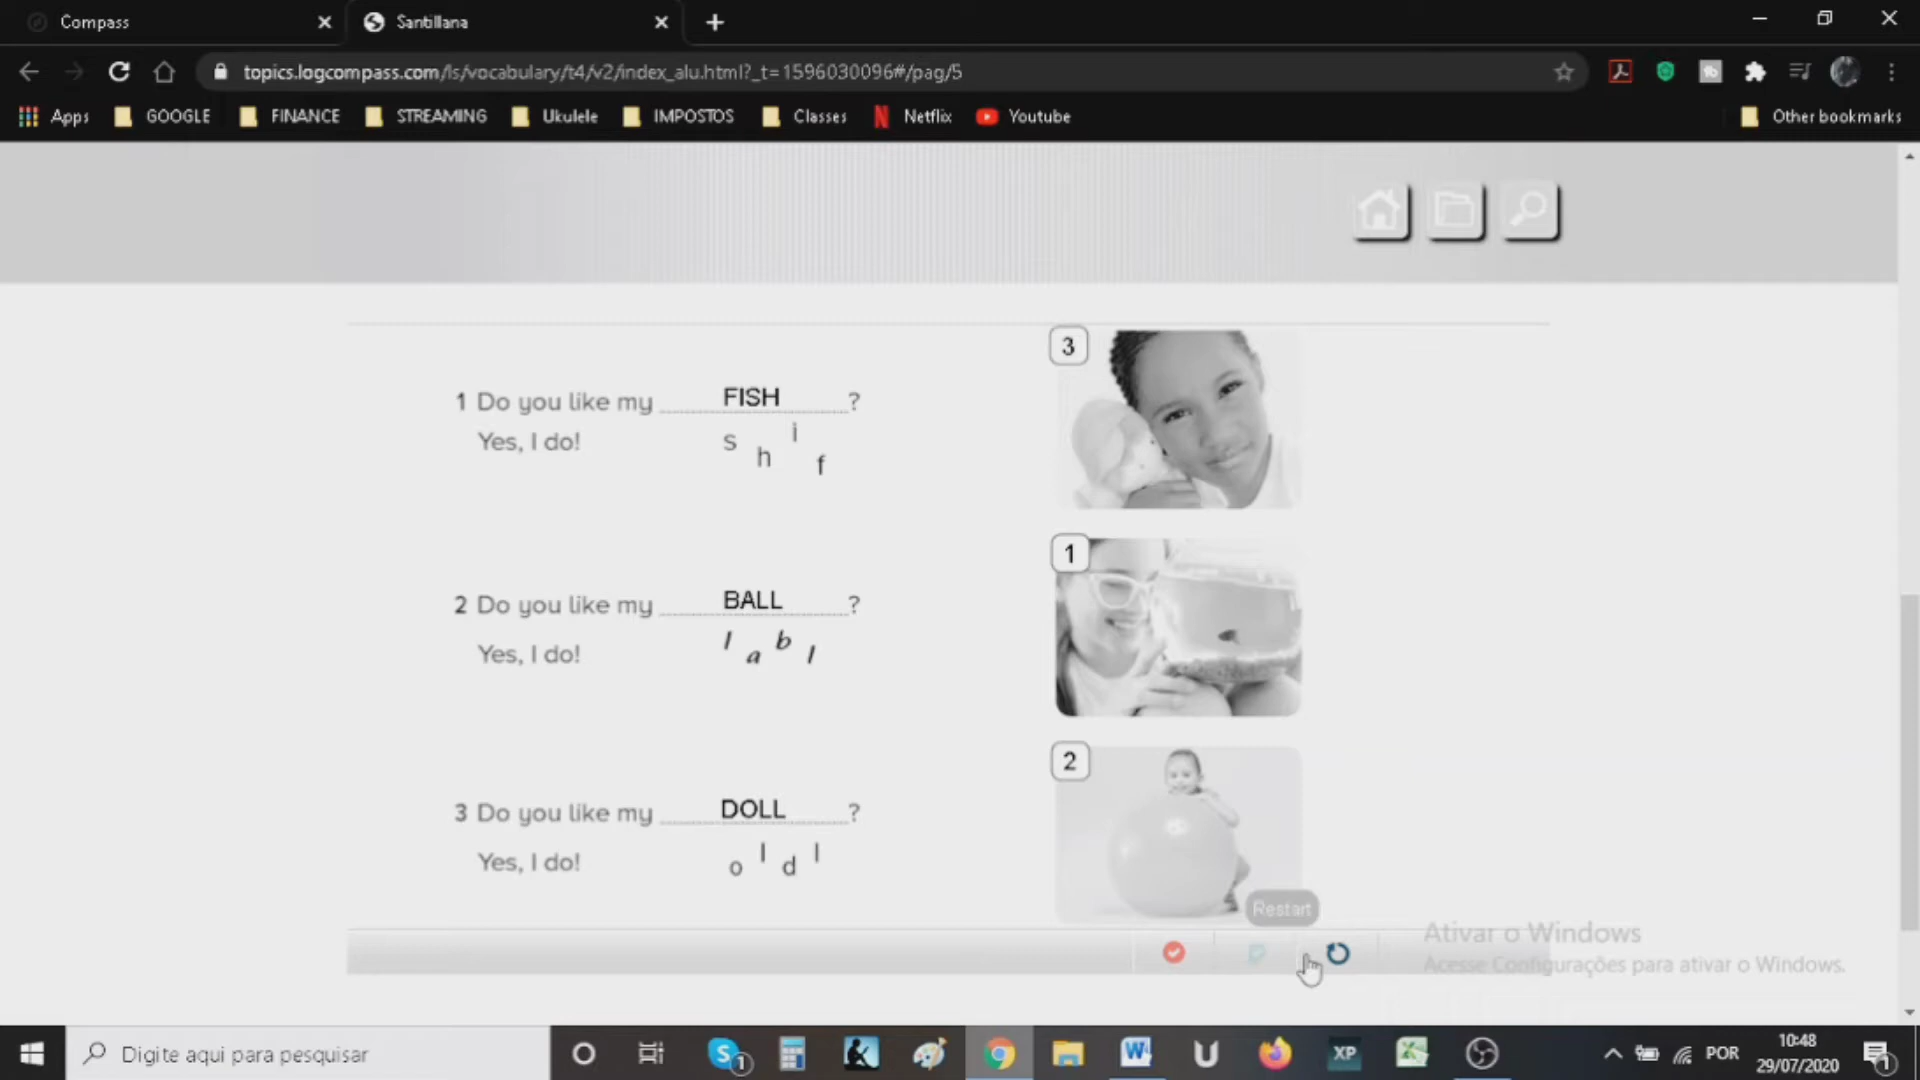 Compass
Santillana
topics.logcompass.com/ls/vocabulary/t4/v2/index_alu.html?_t=1596030096#/pag/5
Apps GOOGLE FINANCE STREAMING Ukulele IMPOSTOS Classes Netflix Youtube Other bookmarks
3
1 Do you like my FISH ?
Yes, I do! s h i f
1
2 Do you like my BALL ?
Yes, I do! l a b l
2
3 Do you like my DOLL ?
Yes, I do! o l d l
Restart
Ativar o Windows
Acesse Configurações para ativar o Windows.
Digite aqui para pesquisar
POR
10:48
29/07/2020